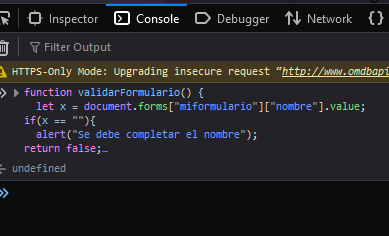 Inspector Console Debugger Network {}
Filter Output
HTTPS-Only Mode: Upgrading insecure request “http://www.omdbapi
function validarFormulario() {
let x = document.forms["miformulario"]["nombre"].value;
if(x == ""){
alert("Se debe completar el nombre");
return false;…
undefined